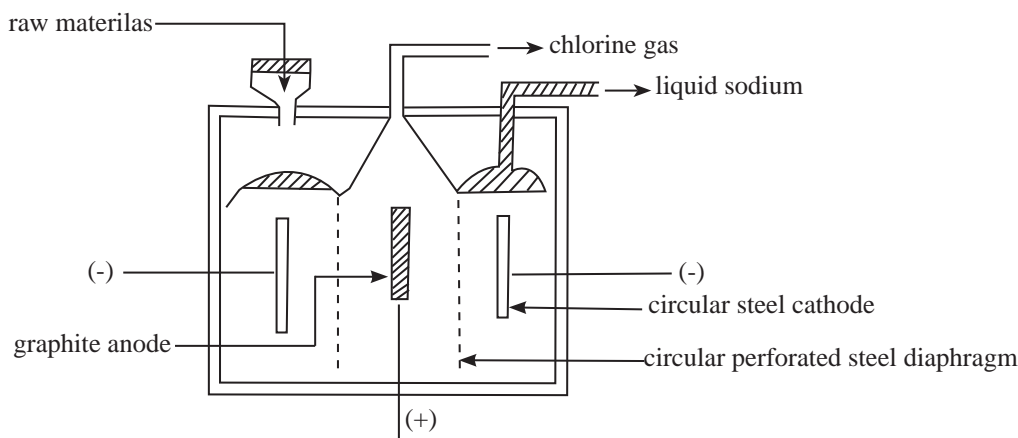 raw materilas
chlorine gas
liquid sodium
(-)
(-)
circular steel cathode
graphite anode
circular perforated steel diaphragm
(+)